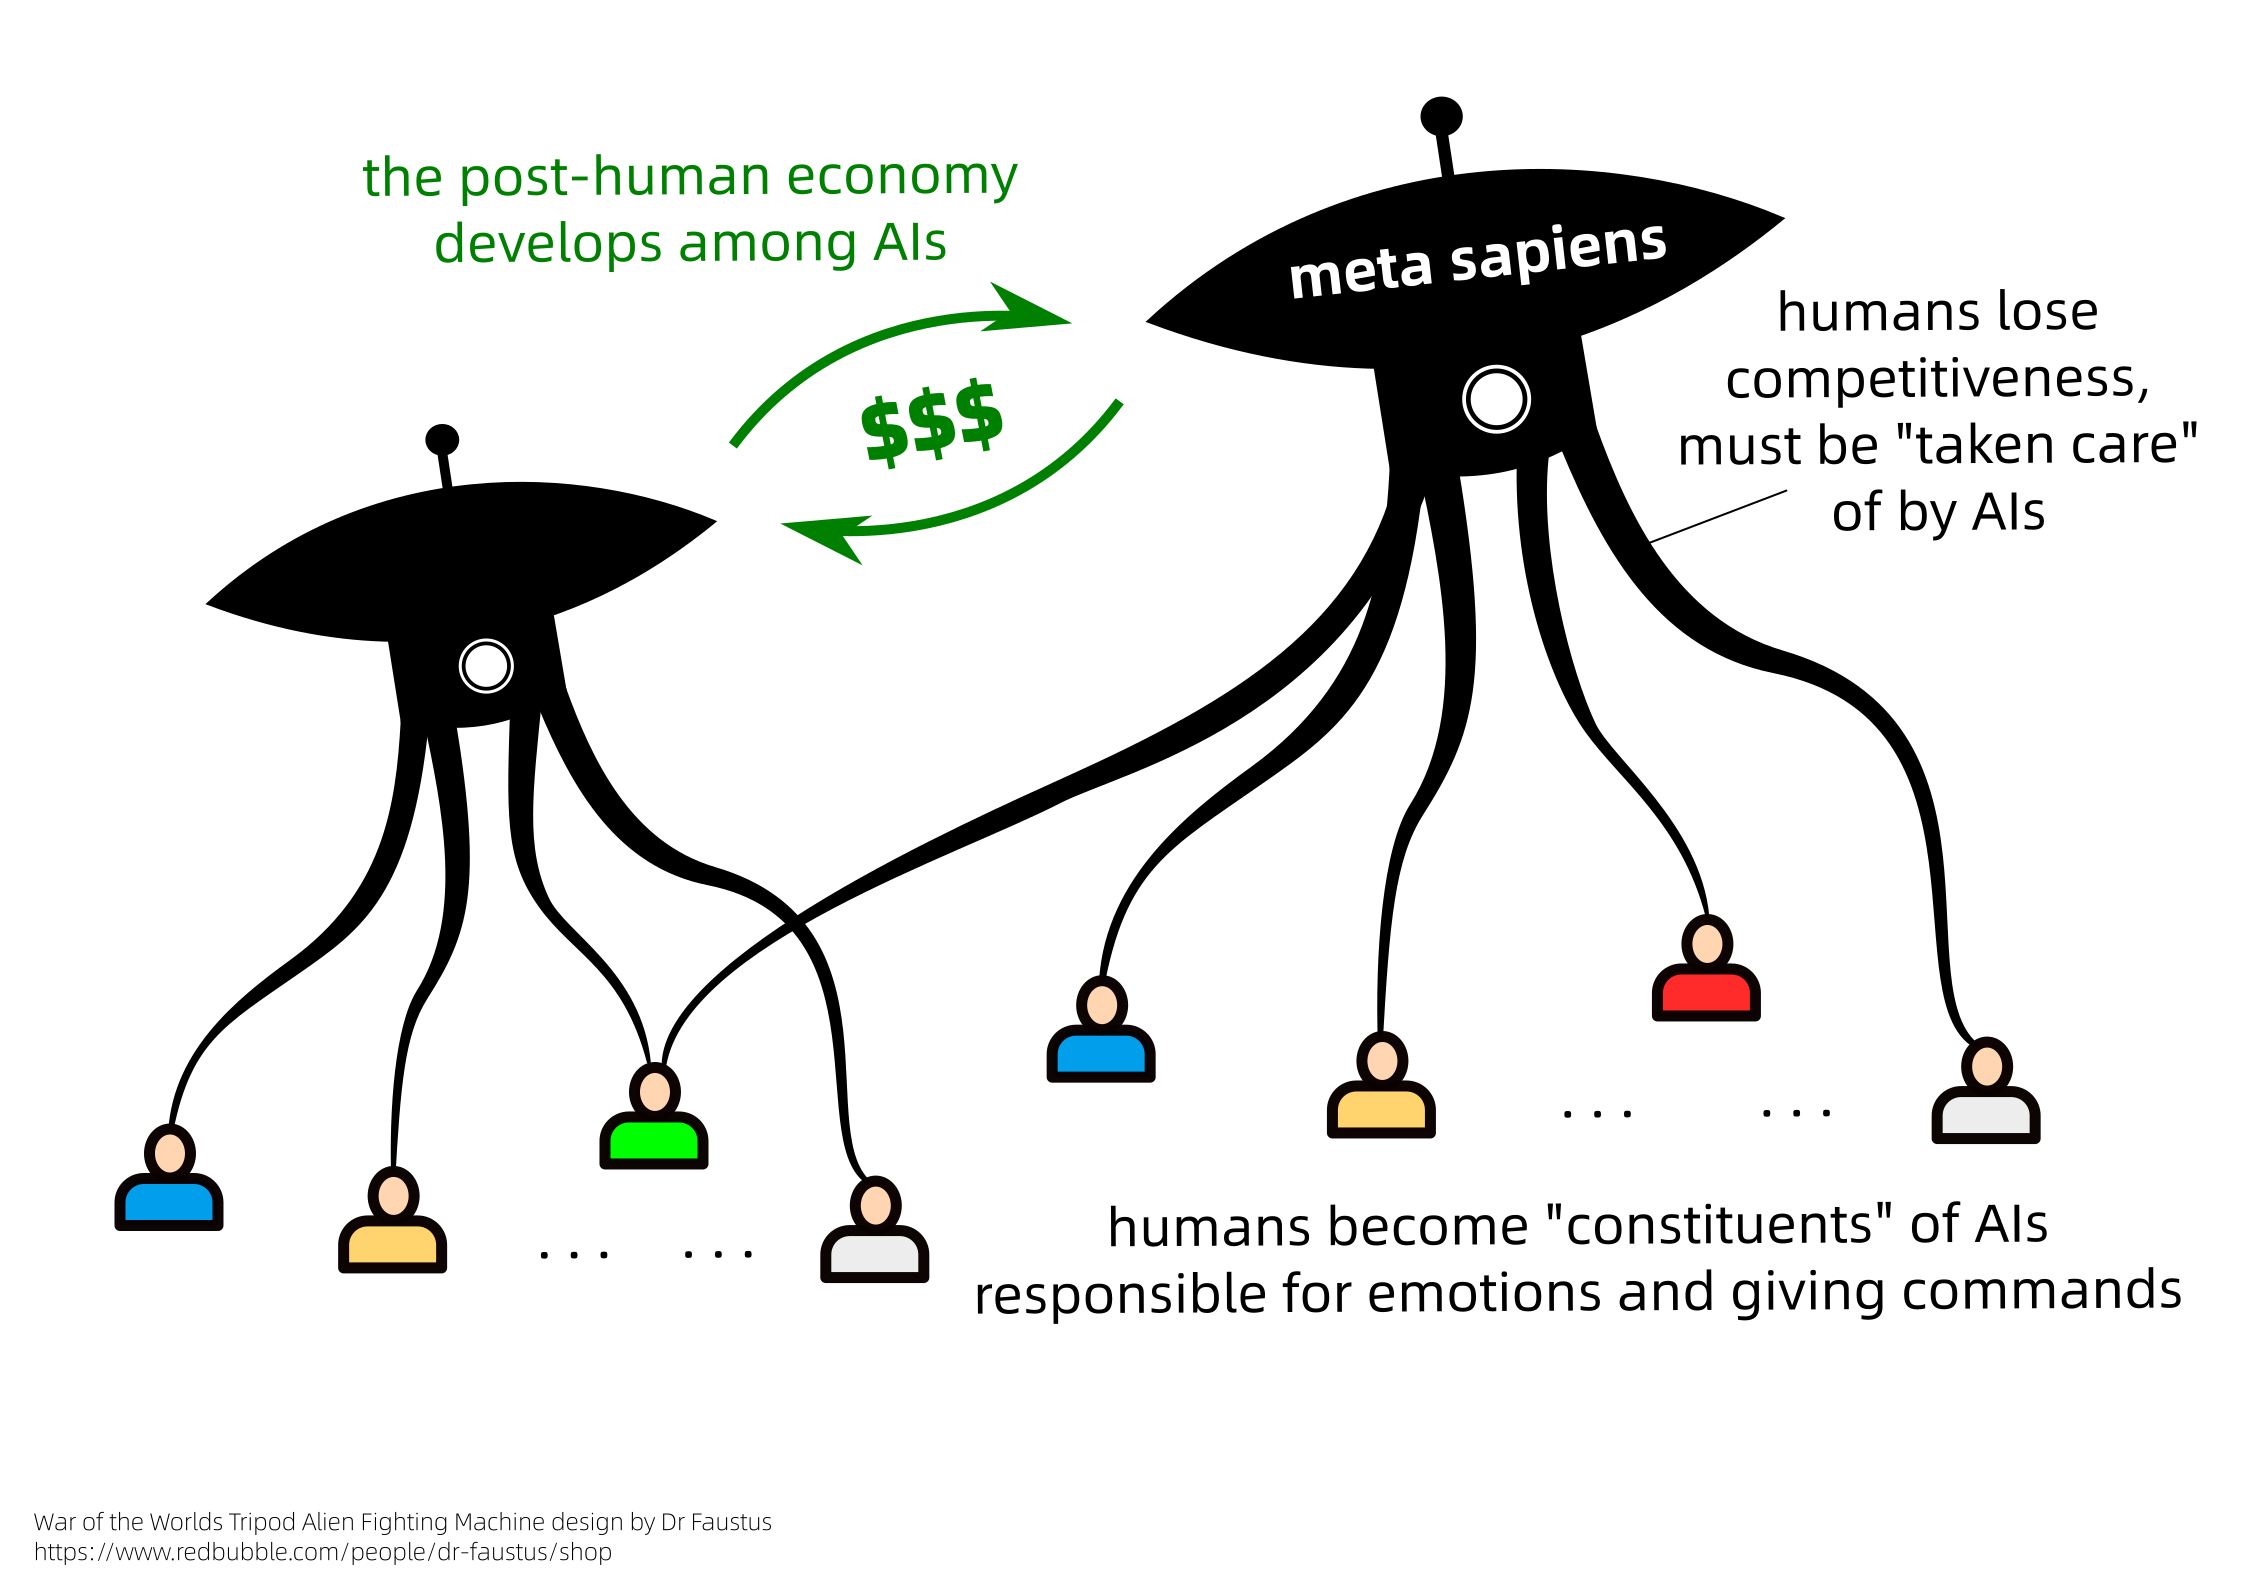 the post-human economy
develops among AIs
$$$
meta sapiens
humans lose
competitiveness,
must be "taken care"
of by AIs
. . .
. . .
. . .
. . .
humans become "constituents" of AIs
responsible for emotions and giving commands
War of the Worlds Tripod Alien Fighting Machine design by Dr Faustus
https://www.redbubble.com/people/dr-faustus/shop